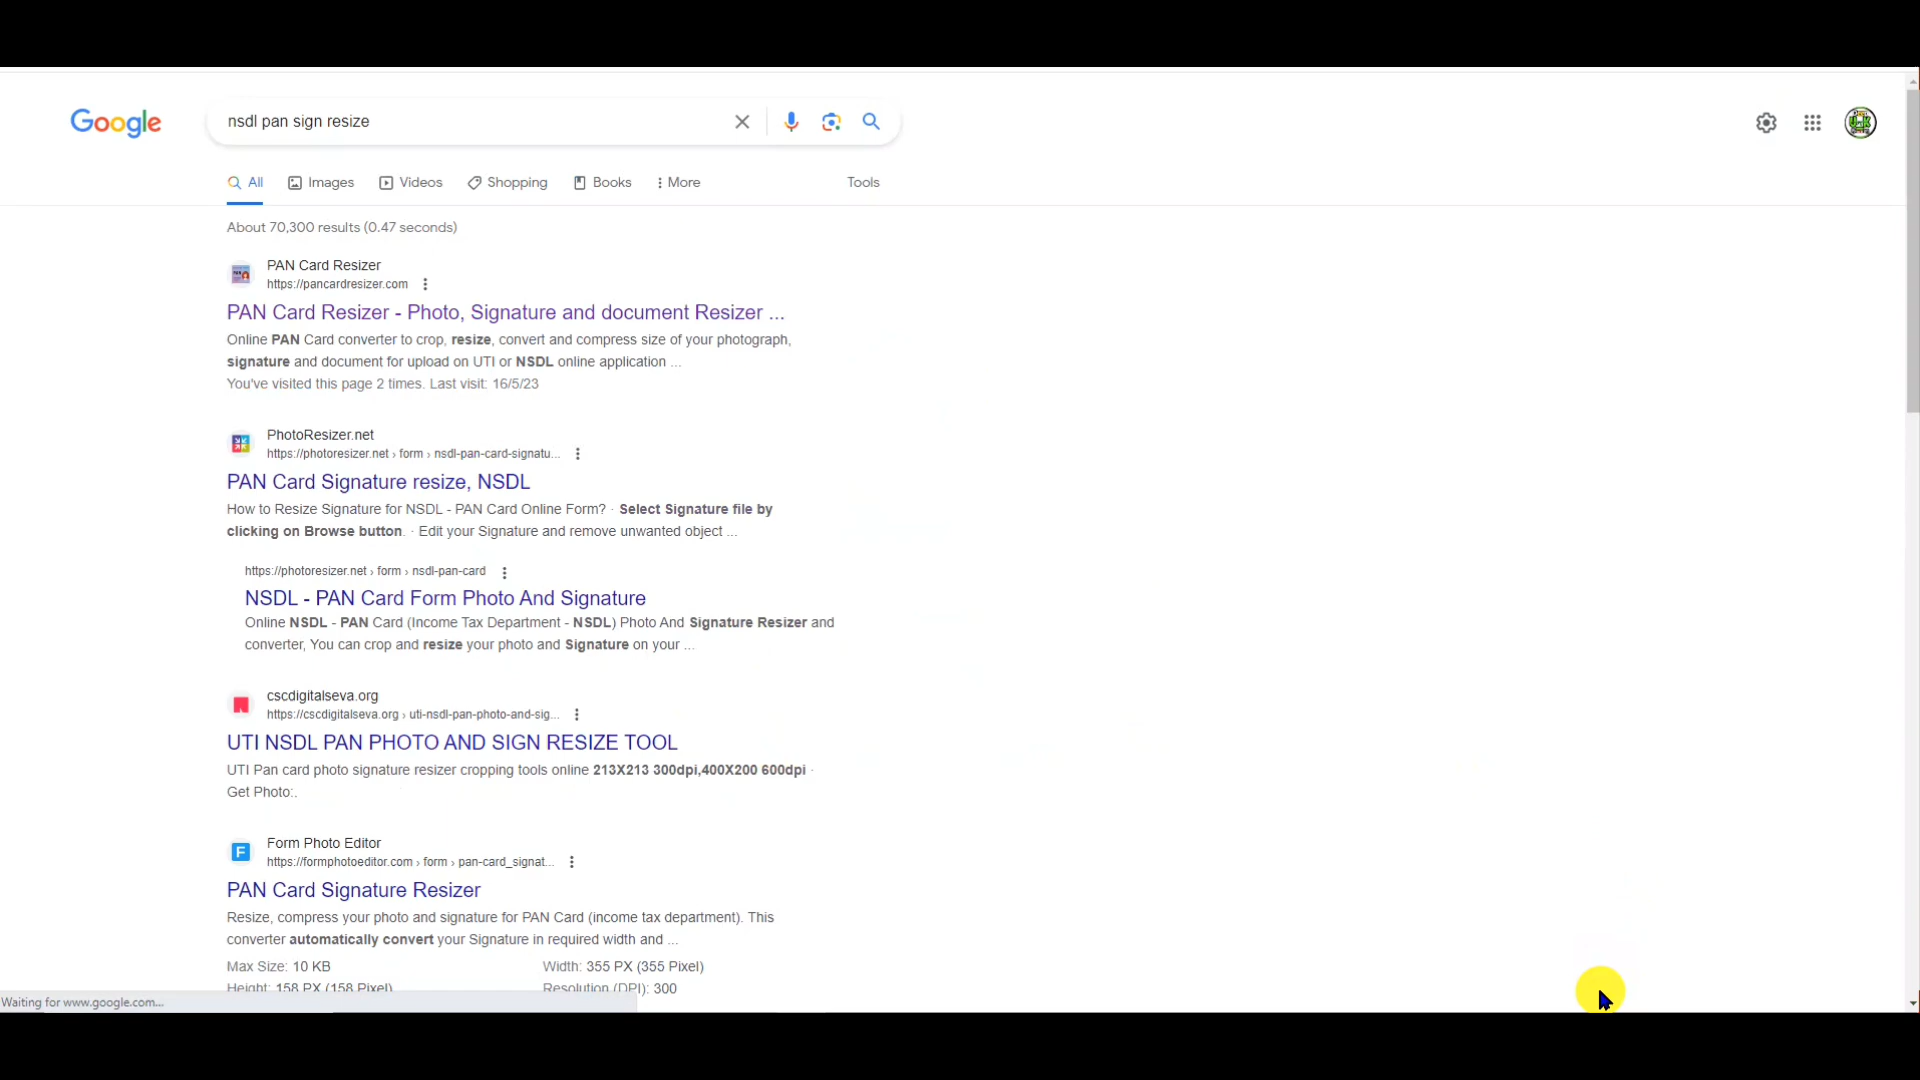 Google
nsdl pan sign resize
All Images Videos Shopping Books More Tools
About 70,300 results (0.47 seconds)
PAN Card Resizer
https://pancardresizer.com
PAN Card Resizer - Photo, Signature and document Resizer ...
Online PAN Card converter to crop, resize, convert and compress size of your photograph,
signature and document for upload on UTI or NSDL online application ...
You've visited this page 2 times. Last visit: 16/5/23
PhotoResizer.net
https://photoresizer.net › form › nsdl-pan-card-signatu...
PAN Card Signature resize, NSDL
How to Resize Signature for NSDL - PAN Card Online Form? · Select Signature file by
clicking on Browse button. · Edit your Signature and remove unwanted object ...
https://photoresizer.net › form › nsdl-pan-card
NSDL - PAN Card Form Photo And Signature
Online NSDL - PAN Card (Income Tax Department - NSDL) Photo And Signature Resizer and
converter, You can crop and resize your photo and Signature on your ...
cscdigitalseva.org
https://cscdigitalseva.org › uti-nsdl-pan-photo-and-sig...
UTI NSDL PAN PHOTO AND SIGN RESIZE TOOL
UTI Pan card photo signature resizer cropping tools online 213X213 300dpi,400X200 600dpi ·
Get Photo:.
Form Photo Editor
https://formphotoeditor.com › form › pan-card_signat...
PAN Card Signature Resizer
Resize, compress your photo and signature for PAN Card (income tax department). This
converter automatically convert your Signature in required width and ...
Max Size: 10 KB Width: 355 PX (355 Pixel)
Height: 158 PX (158 Pixel) Resolution (DPI): 300
Waiting for www.google.com...